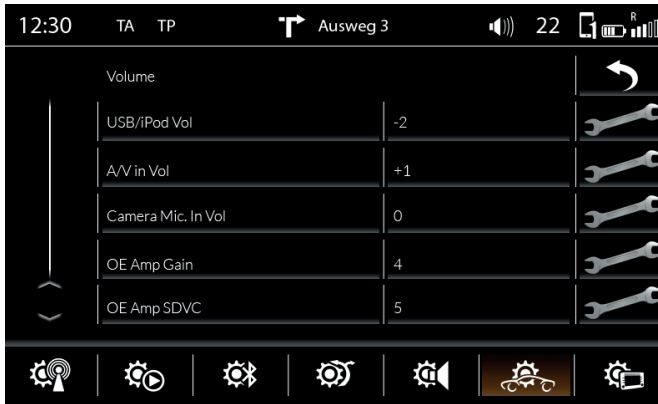 12:30 TA TP Ausweg 3 22 1 R
Volume
USB/iPod Vol -2
A/V in Vol +1
Camera Mic. In Vol 0
OE Amp Gain 4
OE Amp SDVC 5